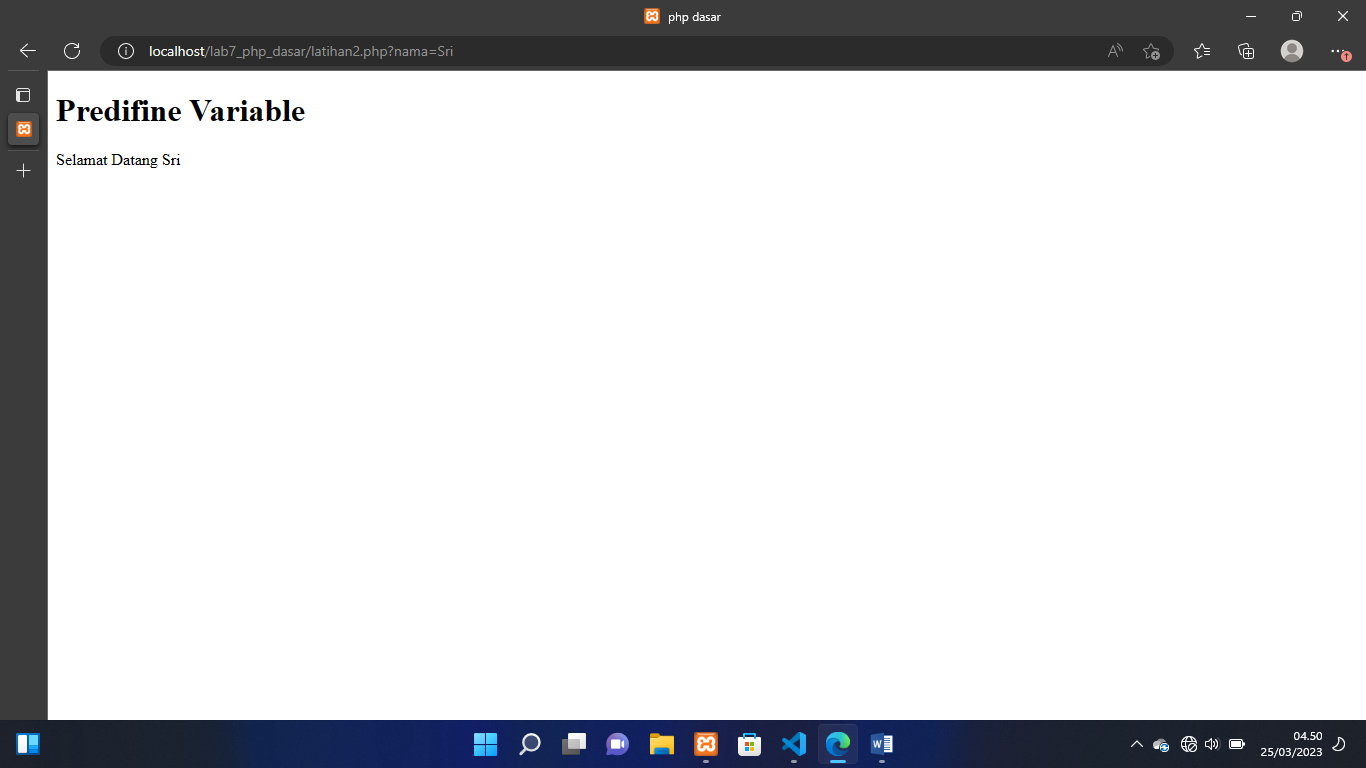 php dasar
localhost/lab7_php_dasar/latihan2.php?nama=Sri
Predifine Variable
Selamat Datang Sri
04.50
25/03/2023